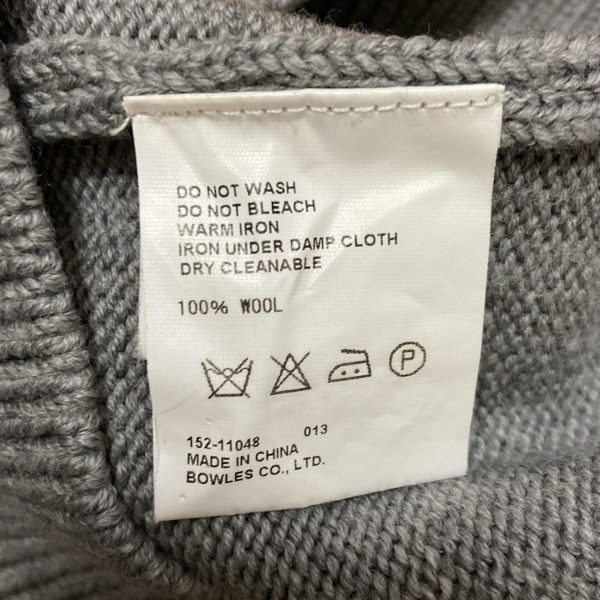 DO NOT WASH
DO NOT BLEACH
WARM IRON
IRON UNDER DAMP CLOTH
DRY CLEANABLE
100% WOOL
P
152-11048 013
MADE IN CHINA
BOWLES CO., LTD.